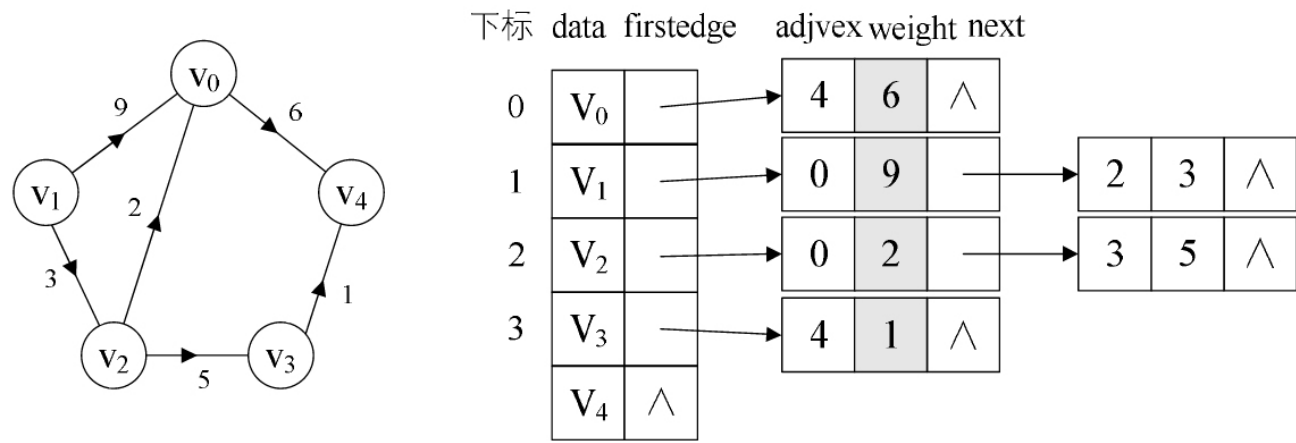 下标 data firstedge adjvex weight next
v₀
9
6
v₁
v₄
2
3
1
v₂
v₃
5
0 V₀ 4 6 ∧
1 V₁ 0 9 2 3 ∧
2 V₂ 0 2 3 5 ∧
3 V₃ 4 1 ∧
V₄ ∧